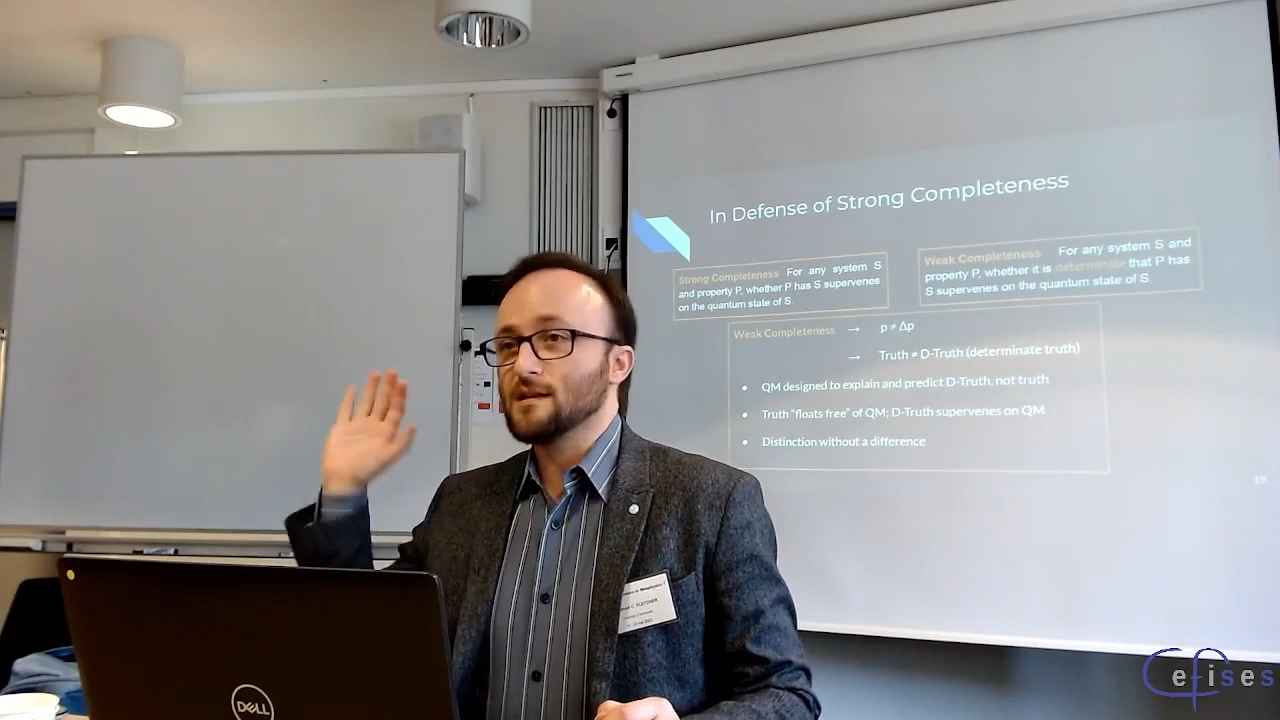 In Defense of Strong Completeness
Strong Completeness For any system S
and property P, whether P has S supervenes
on the quantum state of S.
Weak Completeness For any system S and
property P, whether it is determinate that P has
S supervenes on the quantum state of S.
Weak Completeness → p ≠ Δp
→ Truth ≠ D-Truth (determinate truth)
• QM designed to explain and predict D-Truth, not truth
• Truth "floats free" of QM; D-Truth supervenes on QM
• Distinction without a difference
19
C. FLETCHER
DELL
Cefises